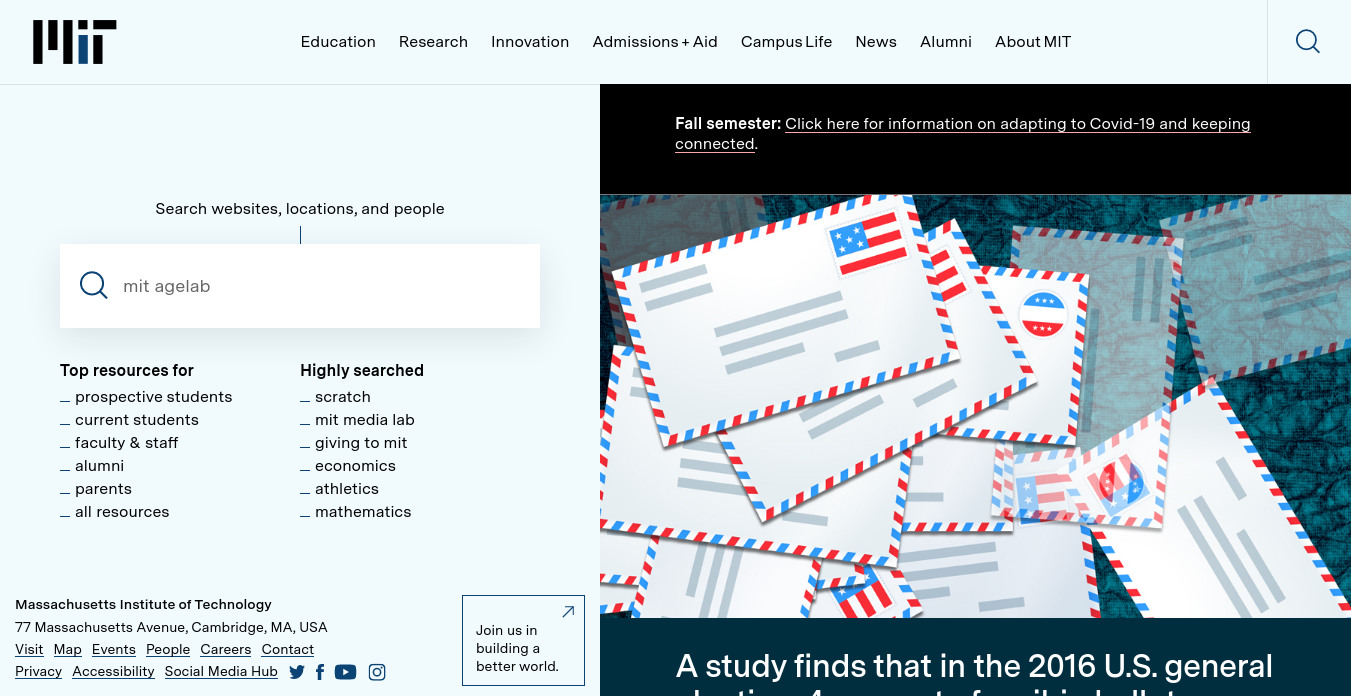 MIT
Education Research Innovation Admissions + Aid Campus Life News Alumni About MIT
Fall semester: Click here for information on adapting to Covid-19 and keeping
connected.
Search websites, locations, and people
mit agelab
Top resources for
prospective students
current students
faculty & staff
alumni
parents
all resources
Highly searched
scratch
mit media lab
giving to mit
economics
athletics
mathematics
Massachusetts Institute of Technology
77 Massachusetts Avenue, Cambridge, MA, USA
Visit Map Events People Careers Contact
Privacy Accessibility Social Media Hub
Join us in
building a
better world.
A study finds that in the 2016 U.S. general